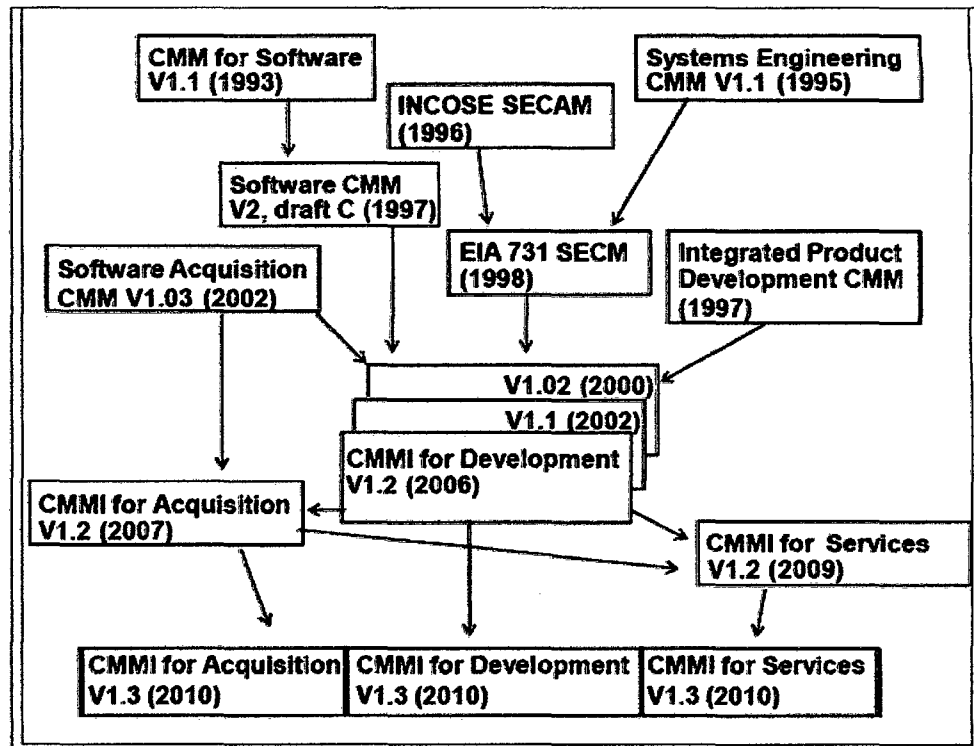 CMM for Software
V1.1 (1993)
Systems Engineering
CMM V1.1 (1995)
INCOSE SECAM
(1996)
Software CMM
V2, draft C (1997)
EIA 731 SECM
(1998)
Integrated Product
Development CMM
(1997)
Software Acquisition
CMM V1.03 (2002)
V1.02 (2000)
V1.1 (2002)
CMMI for Development
V1.2 (2006)
CMMI for Acquisition
V1.2 (2007)
CMMI for Services
V1.2 (2009)
CMMI for Acquisition
V1.3 (2010)
CMMI for Development
V1.3 (2010)
CMMI for Services
V1.3 (2010)